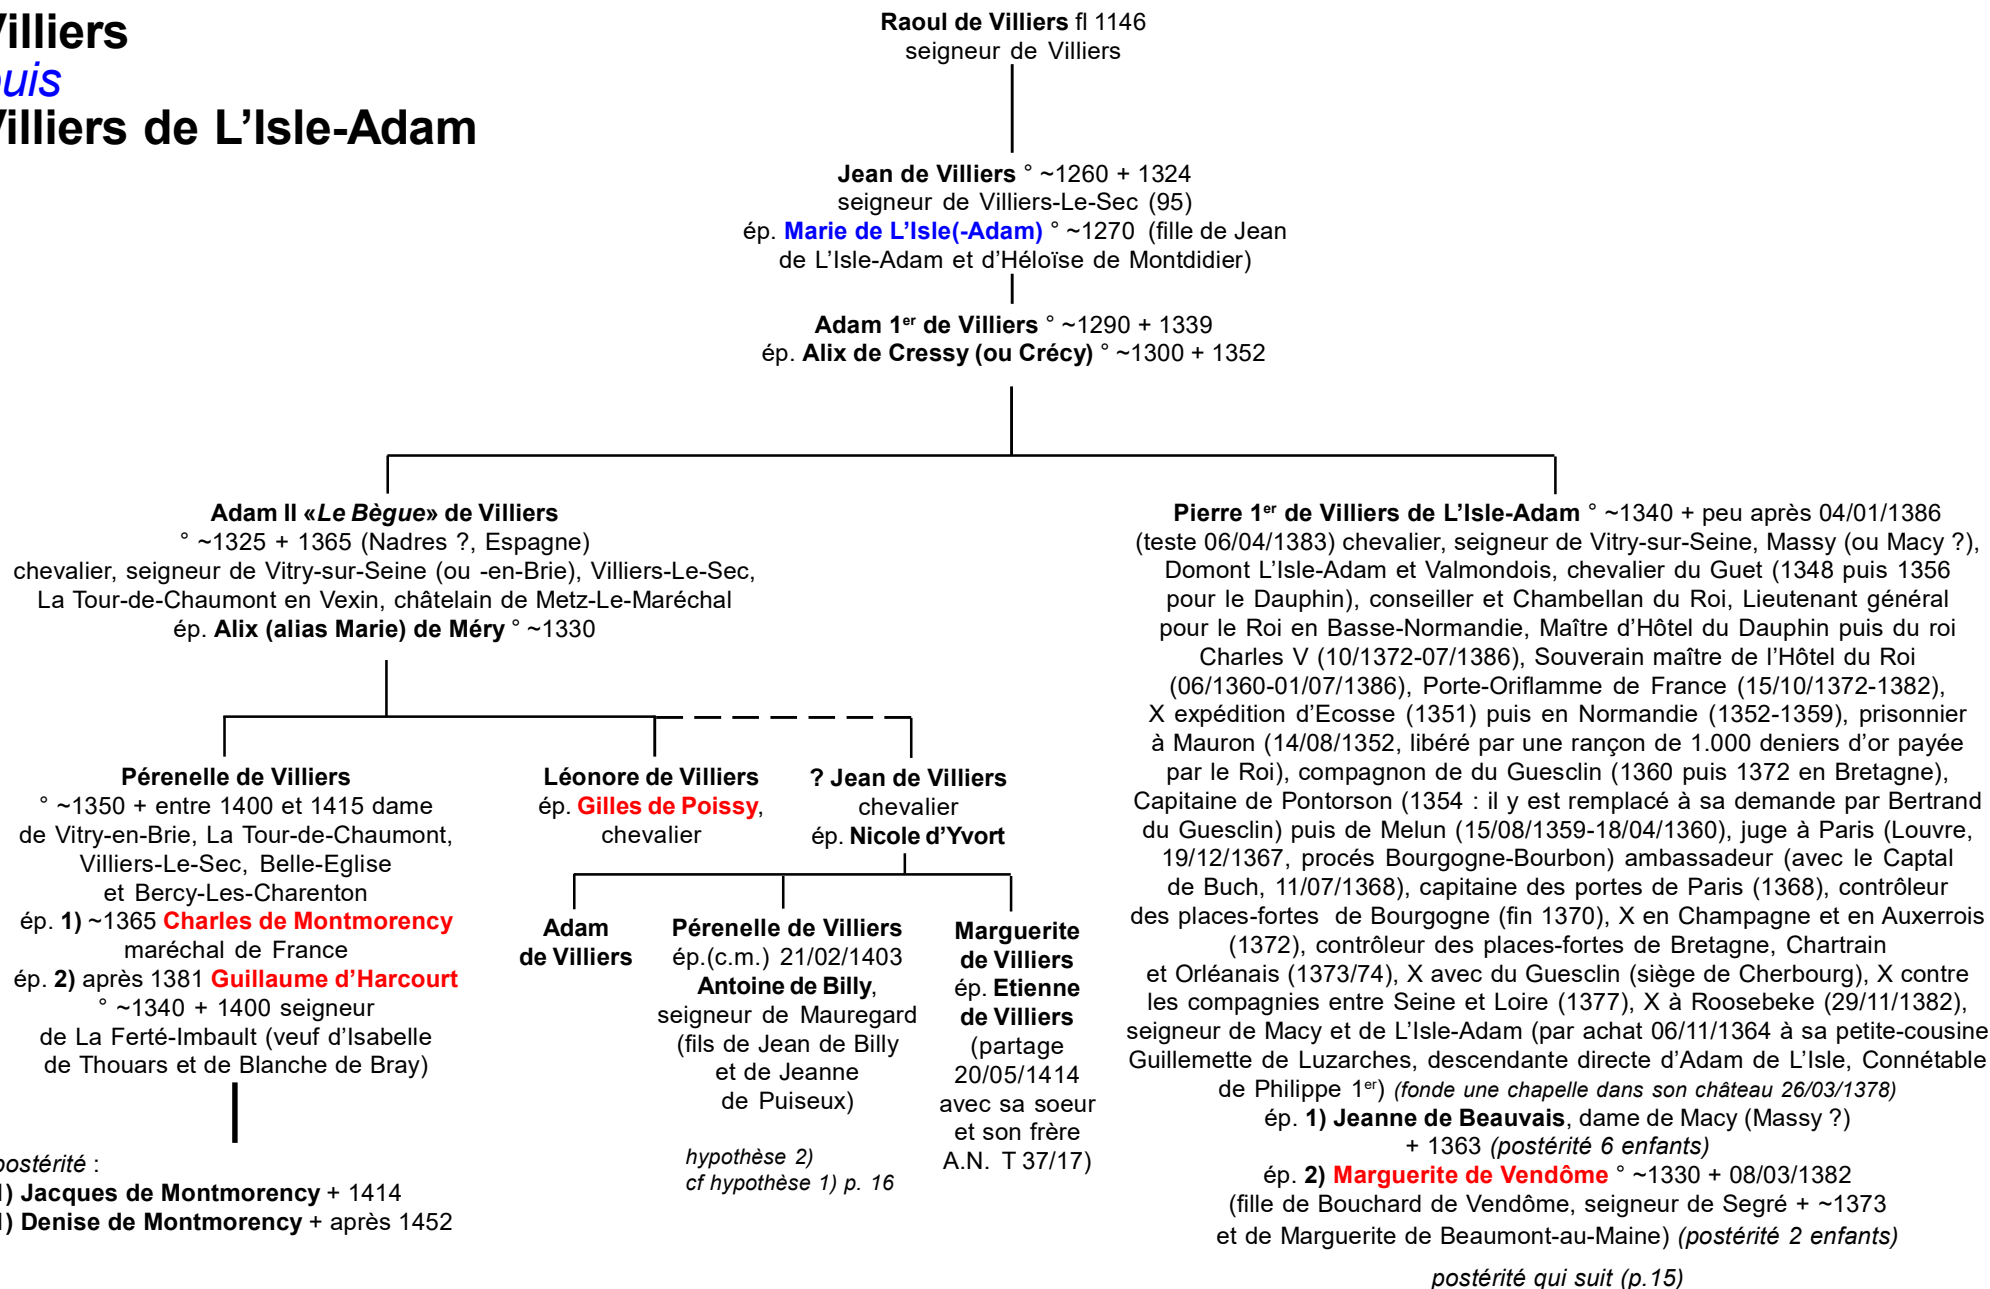 Villiers
puis
Villiers de L’Isle-Adam
Raoul de Villiers fl 1146
seigneur de Villiers
Jean de Villiers ° ~1260 + 1324
seigneur de Villiers-Le-Sec (95)
ép. Marie de L’Isle(-Adam) ° ~1270 (fille de Jean
de L’Isle-Adam et d’Héloïse de Montdidier)
Adam 1er de Villiers ° ~1290 + 1339
ép. Alix de Cressy (ou Crécy) ° ~1300 + 1352
Adam II «Le Bègue» de Villiers
° ~1325 + 1365 (Nadres ?, Espagne)
chevalier, seigneur de Vitry-sur-Seine (ou -en-Brie), Villiers-Le-Sec,
La Tour-de-Chaumont en Vexin, châtelain de Metz-Le-Maréchal
ép. Alix (alias Marie) de Méry ° ~1330
Pérenelle de Villiers
° ~1350 + entre 1400 et 1415 dame
de Vitry-en-Brie, La Tour-de-Chaumont,
Villiers-Le-Sec, Belle-Eglise
et Bercy-Les-Charenton
ép. 1) ~1365 Charles de Montmorency
maréchal de France
ép. 2) après 1381 Guillaume d’Harcourt
° ~1340 + 1400 seigneur
de La Ferté-Imbault (veuf d’Isabelle
de Thouars et de Blanche de Bray)
postérité :
1) Jacques de Montmorency + 1414
1) Denise de Montmorency + après 1452
Léonore de Villiers
ép. Gilles de Poissy,
chevalier
? Jean de Villiers
chevalier
ép. Nicole d’Yvort
Adam
de Villiers
Pérenelle de Villiers
ép.(c.m.) 21/02/1403
Antoine de Billy,
seigneur de Mauregard
(fils de Jean de Billy
et de Jeanne
de Puiseux)
hypothèse 2)
cf hypothèse 1) p. 16
Marguerite
de Villiers
ép. Etienne
de Villiers
(partage
20/05/1414
avec sa soeur
et son frère
A.N. T 37/17)
Pierre 1er de Villiers de L’Isle-Adam ° ~1340 + peu après 04/01/1386
(teste 06/04/1383) chevalier, seigneur de Vitry-sur-Seine, Massy (ou Macy ?),
Domont L’Isle-Adam et Valmondois, chevalier du Guet (1348 puis 1356
pour le Dauphin), conseiller et Chambellan du Roi, Lieutenant général
pour le Roi en Basse-Normandie, Maître d’Hôtel du Dauphin puis du roi
Charles V (10/1372-07/1386), Souverain maître de l’Hôtel du Roi
(06/1360-01/07/1386), Porte-Oriflamme de France (15/10/1372-1382),
X expédition d’Ecosse (1351) puis en Normandie (1352-1359), prisonnier
à Mauron (14/08/1352, libéré par une rançon de 1.000 deniers d’or payée
par le Roi), compagnon de du Guesclin (1360 puis 1372 en Bretagne),
Capitaine de Pontorson (1354 : il y est remplacé à sa demande par Bertrand
du Guesclin) puis de Melun (15/08/1359-18/04/1360), juge à Paris (Louvre,
19/12/1367, procés Bourgogne-Bourbon) ambassadeur (avec le Captal
de Buch, 11/07/1368), capitaine des portes de Paris (1368), contrôleur
des places-fortes de Bourgogne (fin 1370), X en Champagne et en Auxerrois
(1372), contrôleur des places-fortes de Bretagne, Chartrain
et Orléanais (1373/74), X avec du Guesclin (siège de Cherbourg), X contre
les compagnies entre Seine et Loire (1377), X à Roosebeke (29/11/1382),
seigneur de Macy et de L’Isle-Adam (par achat 06/11/1364 à sa petite-cousine
Guillemette de Luzarches, descendante directe d’Adam de L’Isle, Connétable
de Philippe 1er) (fonde une chapelle dans son château 26/03/1378)
ép. 1) Jeanne de Beauvais, dame de Macy (Massy ?)
+ 1363 (postérité 6 enfants)
ép. 2) Marguerite de Vendôme ° ~1330 + 08/03/1382
(fille de Bouchard de Vendôme, seigneur de Segré + ~1373
et de Marguerite de Beaumont-au-Maine) (postérité 2 enfants)
postérité qui suit (p.15)